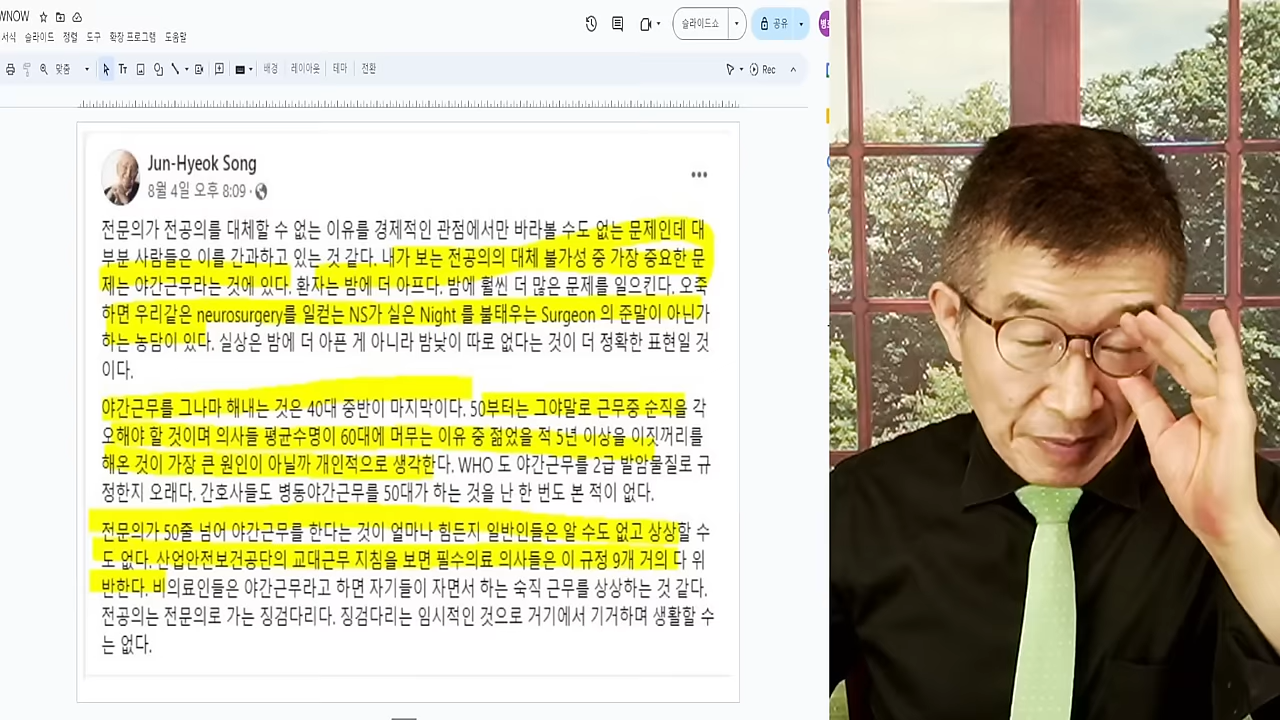 WNOW
서식 슬라이드 정렬 도구 확장 프로그램 도움말
슬라이드쇼
공유
맞춤
Tт
배경 레이아웃 테마 전환
Rec
Jun-Hyeok Song
8월 4일 오후 8:09
전문의가 전공의를 대체할 수 없는 이유를 경제적인 관점에서만 바라볼 수도 없는 문제인데 대
부분 사람들은 이를 간과하고 있는 것 같다. 내가 보는 전공의의 대체 불가성 중 가장 중요한 문
제는 야간근무라는 것에 있다. 환자는 밤에 더 아프다. 밤에 훨씬 더 많은 문제를 일으킨다. 오죽
하면 우리같은 neurosurgery를 일컫는 NS가 실은 Night 를 불태우는 Surgeon 의 준말이 아닌가
하는 농담이 있다. 실상은 밤에 더 아픈 게 아니라 밤낮이 따로 없다는 것이 더 정확한 표현일 것
이다.
야간근무를 그나마 해내는 것은 40대 중반이 마지막이다. 50부터는 그야말로 근무중 순직을 각
오해야 할 것이며 의사들 평균수명이 60대에 머무는 이유 중 젊었을 적 5년 이상을 이짓꺼리를
해온 것이 가장 큰 원인이 아닐까 개인적으로 생각한다. WHO 도 야간근무를 2급 발암물질로 규
정한지 오래다. 간호사들도 병동야간근무를 50대가 하는 것을 난 한 번도 본 적이 없다.
전문의가 50줄 넘어 야간근무를 한다는 것이 얼마나 힘든지 일반인들은 알 수도 없고 상상할 수
도 없다. 산업안전보건공단의 교대근무 지침을 보면 필수의료 의사들은 이 규정 9개 거의 다 위
반한다. 비의료인들은 야간근무라고 하면 자기들이 자면서 하는 숙직 근무를 상상하는 것 같다.
전공의는 전문의로 가는 징검다리다. 징검다리는 임시적인 것으로 거기에서 기거하며 생활할 수
는 없다.